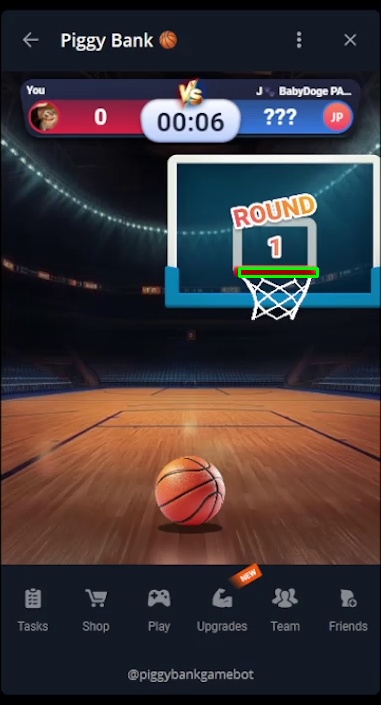 Piggy Bank 🏀
You
VS
J 🐾 BabyDoge PA...
0
00:06
???
JP
ROUND
1
NEW
Tasks
Shop
Play
Upgrades
Team
Friends
@piggybankgamebot